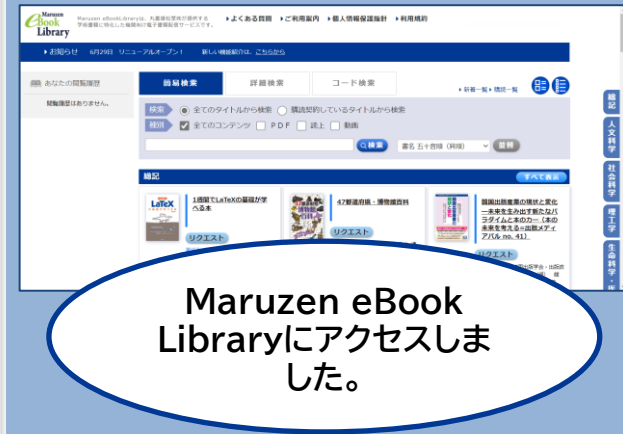 Maruzen
eBook
Library
Maruzen eBook Libraryは、丸善雄松堂が提供する
学術書籍に特化した機関向け電子書籍配信サービスです。
よくある質問 ご利用案内 個人情報保護指針 利用規約
お知らせ 6月29日 リニューアルオープン! 新しい機能紹介は、こちらから
あなたの閲覧履歴
閲覧履歴はありません。
簡易検索 詳細検索 コード検索
新着一覧 購読一覧
検索 全てのタイトルから検索 購読契約しているタイトルから検索
種別 全てのコンテンツ PDF 読上 動画
検索 書名 五十音順 (昇順) 並替
総記 すべて表示
1週間でLaTeXの基礎が学
べる本
リクエスト
47都道府県・博物館百科
リクエスト
韓国出版産業の現状と変化
―未来を生み出す新たなパ
ラダイムと本の力― (本の
未来を考える=出版メディ
アパル no. 41)
リクエスト
総記
人文科学
社会科学
理工学
生命科学・医
Maruzen eBook
Libraryにアクセスしま
した。